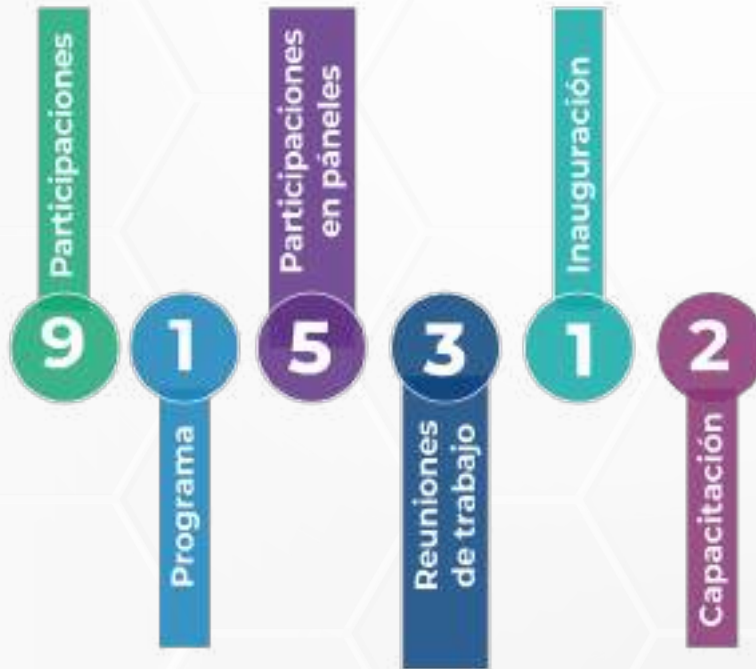 Participaciones
9
1
Programa
Participaciones
en páneles
5
3
Reuniones
de trabajo
Inauguración
1
2
Capacitación